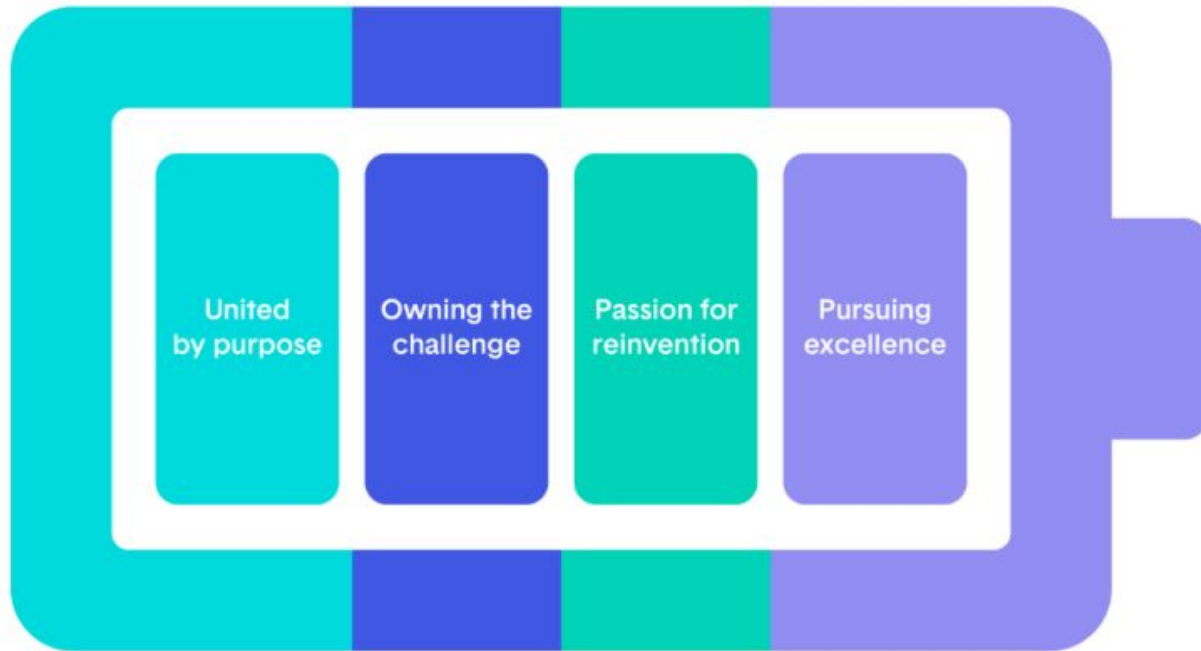 United
by purpose
Owning the
challenge
Passion for
reinvention
Pursuing
excellence